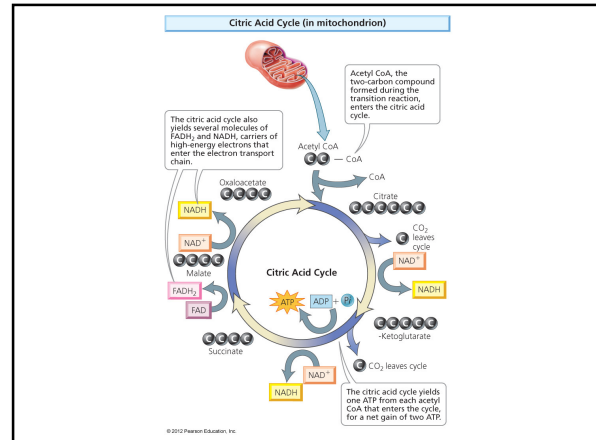 Citric Acid Cycle (in mitochondrion)
Acetyl CoA, the
two-carbon compound
formed during the
transition reaction,
enters the citric acid
cycle.
The citric acid cycle also
yields several molecules of
FADH₂ and NADH, carriers of
high-energy electrons that
enter the electron transport
chain.
Acetyl CoA
C C — CoA
CoA
Oxaloacetate
C C C C
Citrate
C C C C C C
NADH
NAD⁺
C C C C
Malate
C
CO₂
leaves
cycle
NAD⁺
NADH
Citric Acid Cycle
FADH₂
FAD
ATP
ADP + Pᵢ
C C C C
Succinate
C C C C C
-Ketoglutarate
C CO₂ leaves cycle
NAD⁺
NADH
The citric acid cycle yields
one ATP from each acetyl
CoA that enters the cycle,
for a net gain of two ATP.
© 2012 Pearson Education, Inc.